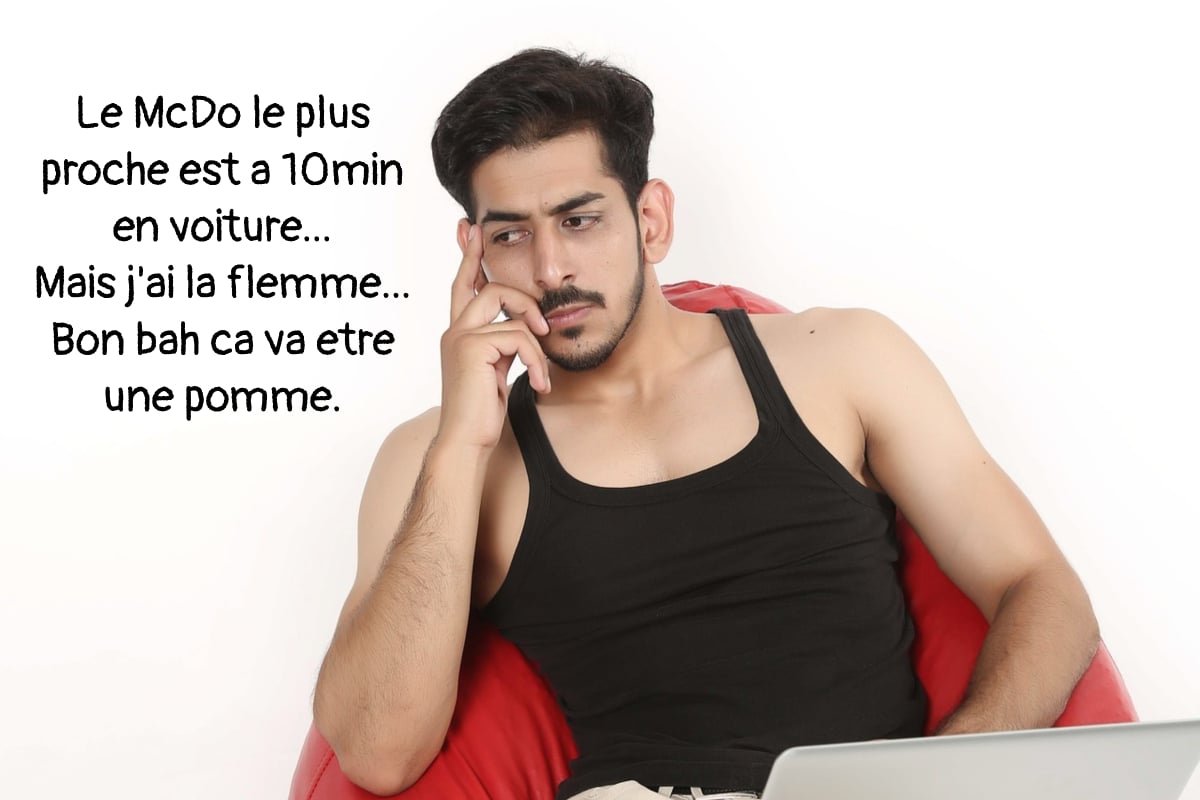 Le McDo le plus
proche est a 10min
en voiture...
Mais j'ai la flemme...
Bon bah ca va etre
une pomme.